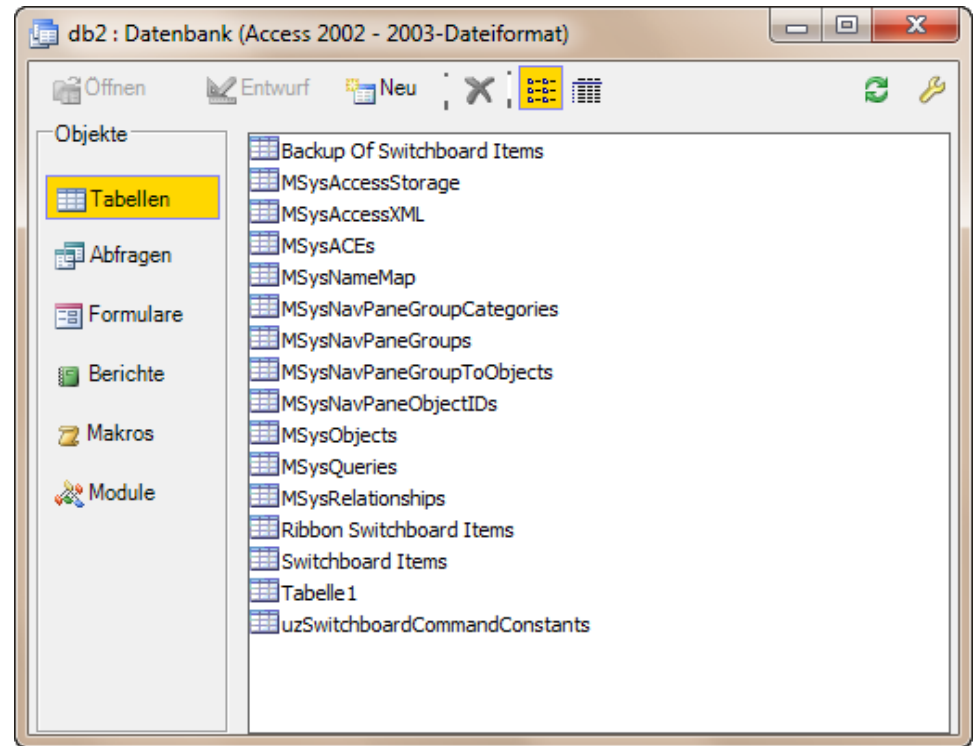 db2 : Datenbank (Access 2002 - 2003-Dateiformat)
Öffnen Entwurf Neu
Objekte
Tabellen
Abfragen
Formulare
Berichte
Makros
Module
Backup Of Switchboard Items
MSysAccessStorage
MSysAccessXML
MSysACEs
MSysNameMap
MSysNavPaneGroupCategories
MSysNavPaneGroups
MSysNavPaneGroupToObjects
MSysNavPaneObjectIDs
MSysObjects
MSysQueries
MSysRelationships
Ribbon Switchboard Items
Switchboard Items
Tabelle1
uzSwitchboardCommandConstants